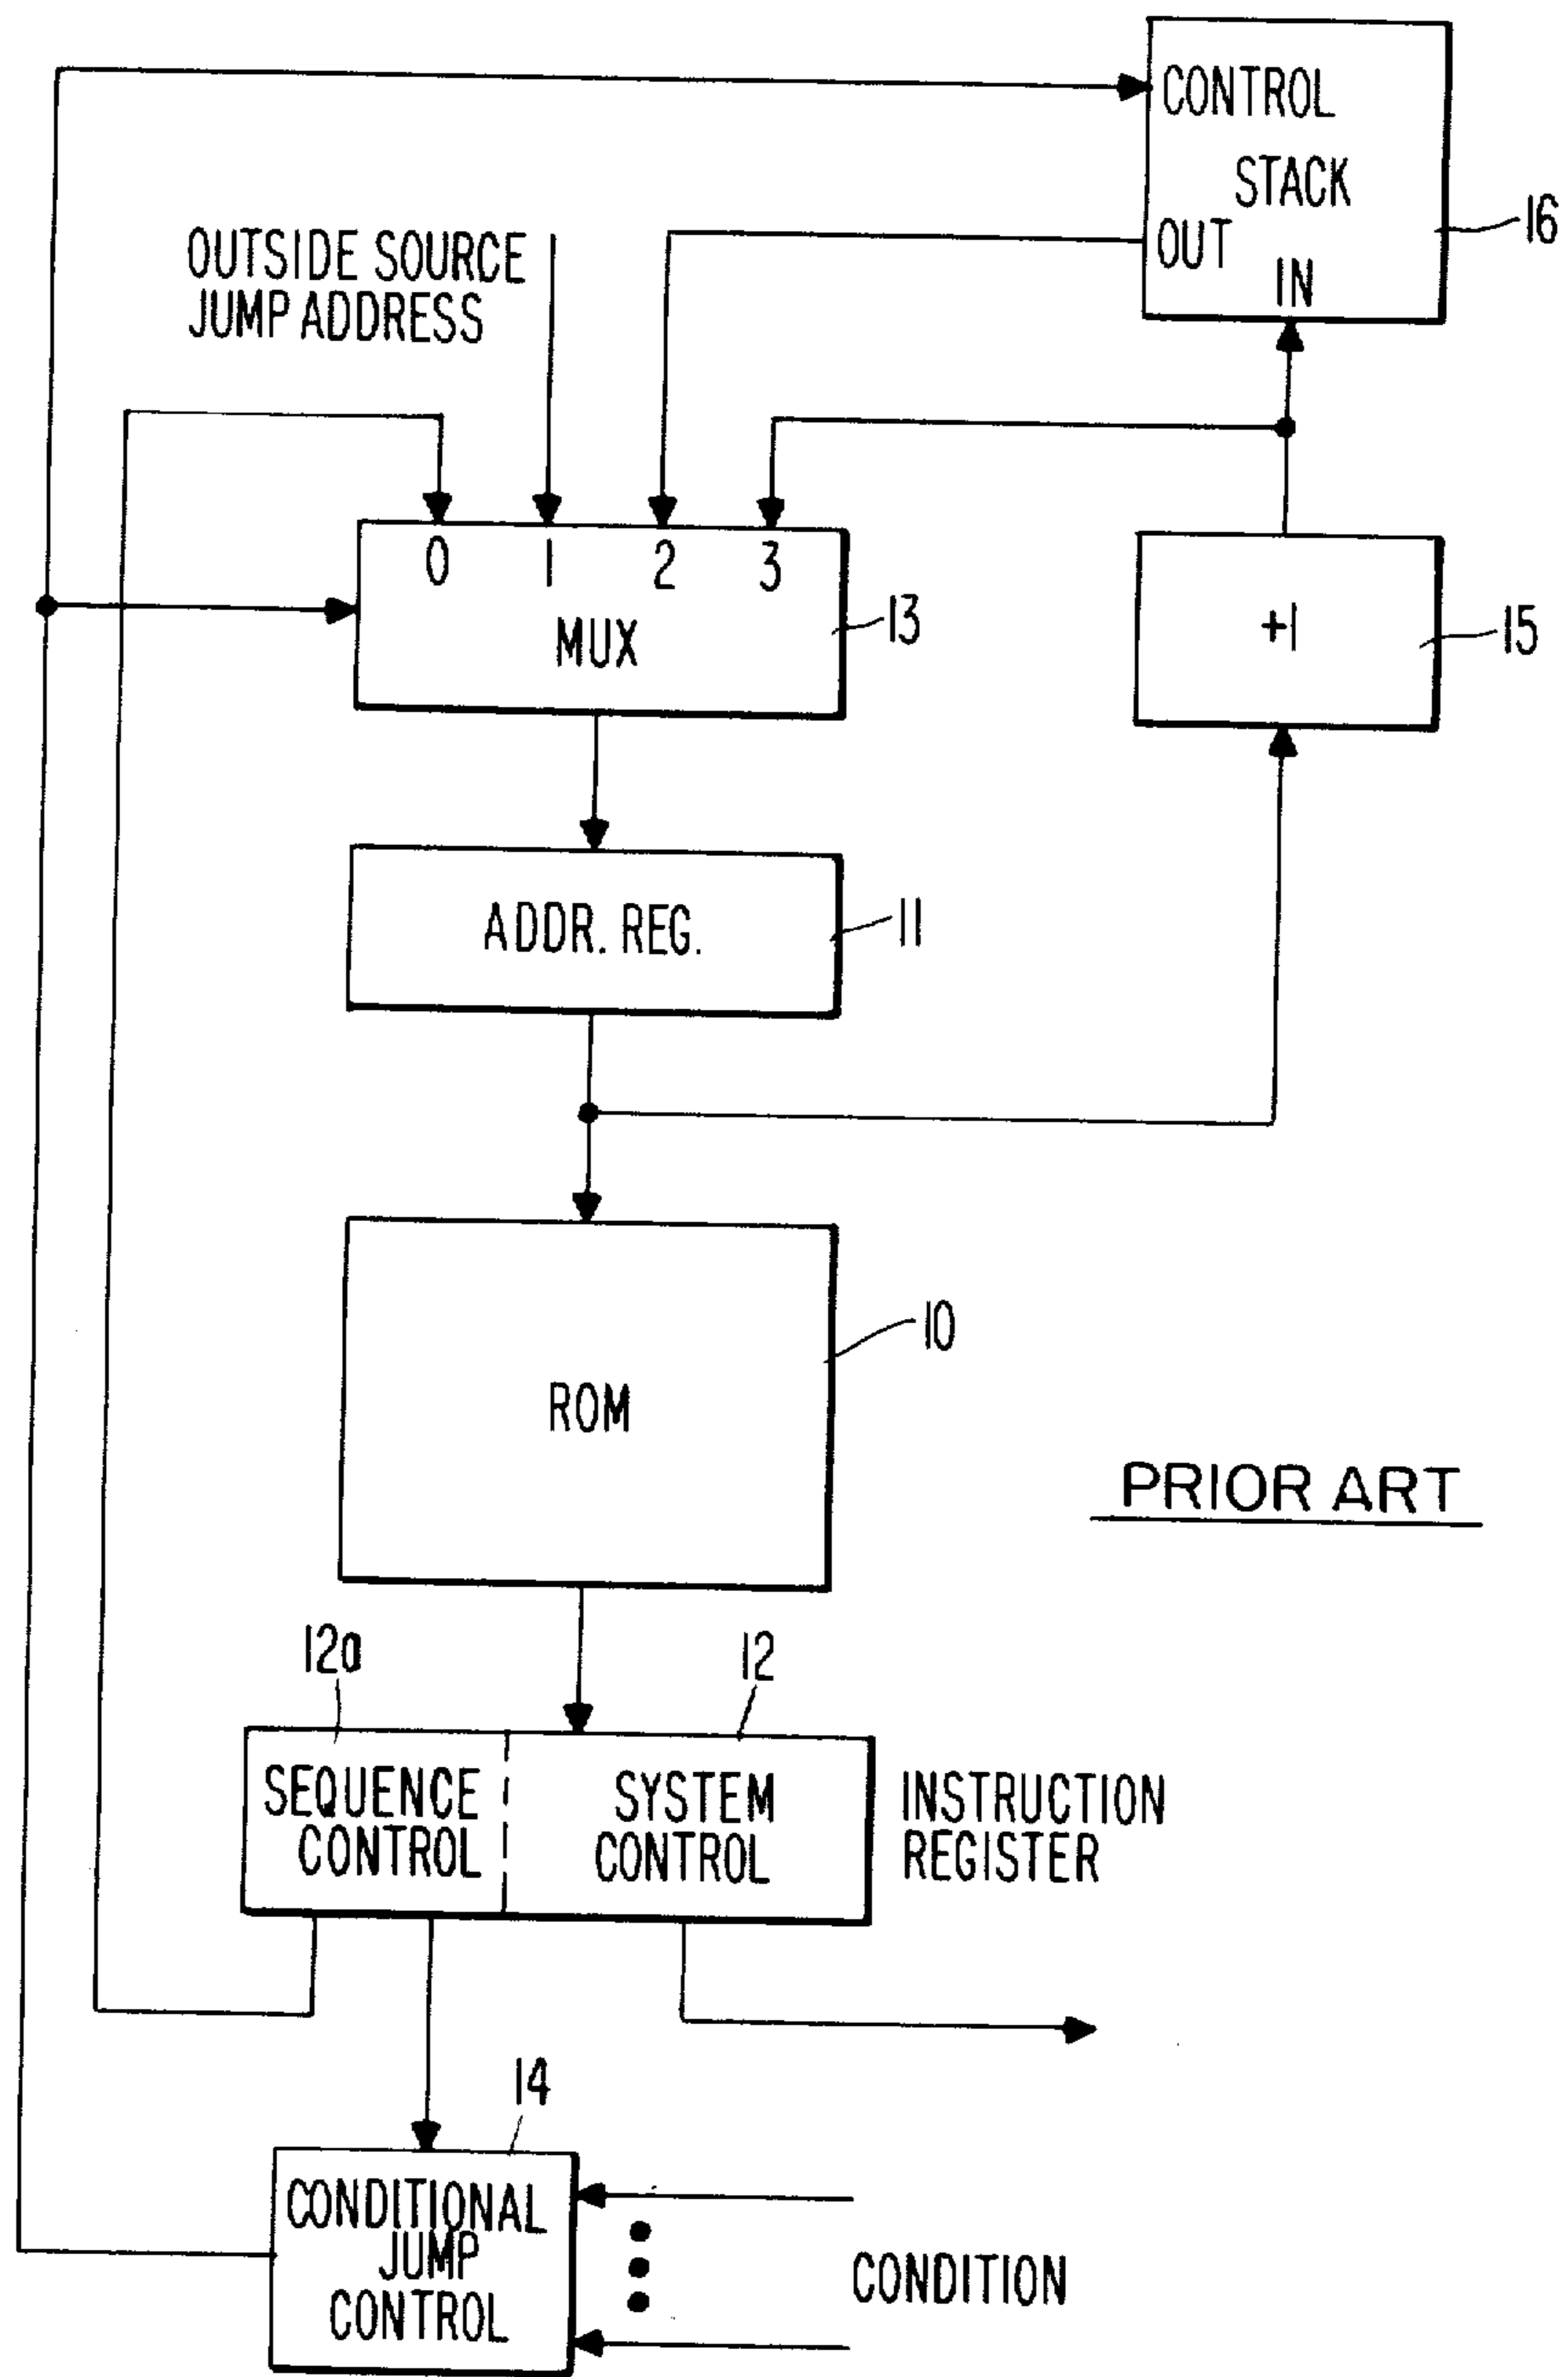 CONTROL
STACK
OUT
IN
16
OUTSIDE SOURCE
JUMP ADDRESS
0 1 2 3
MUX
13
+1
15
ADDR. REG.
11
ROM
10
PRIOR ART
12a
12
SEQUENCE
CONTROL
SYSTEM
CONTROL
INSTRUCTION
REGISTER
14
CONDITIONAL
JUMP
CONTROL
CONDITION